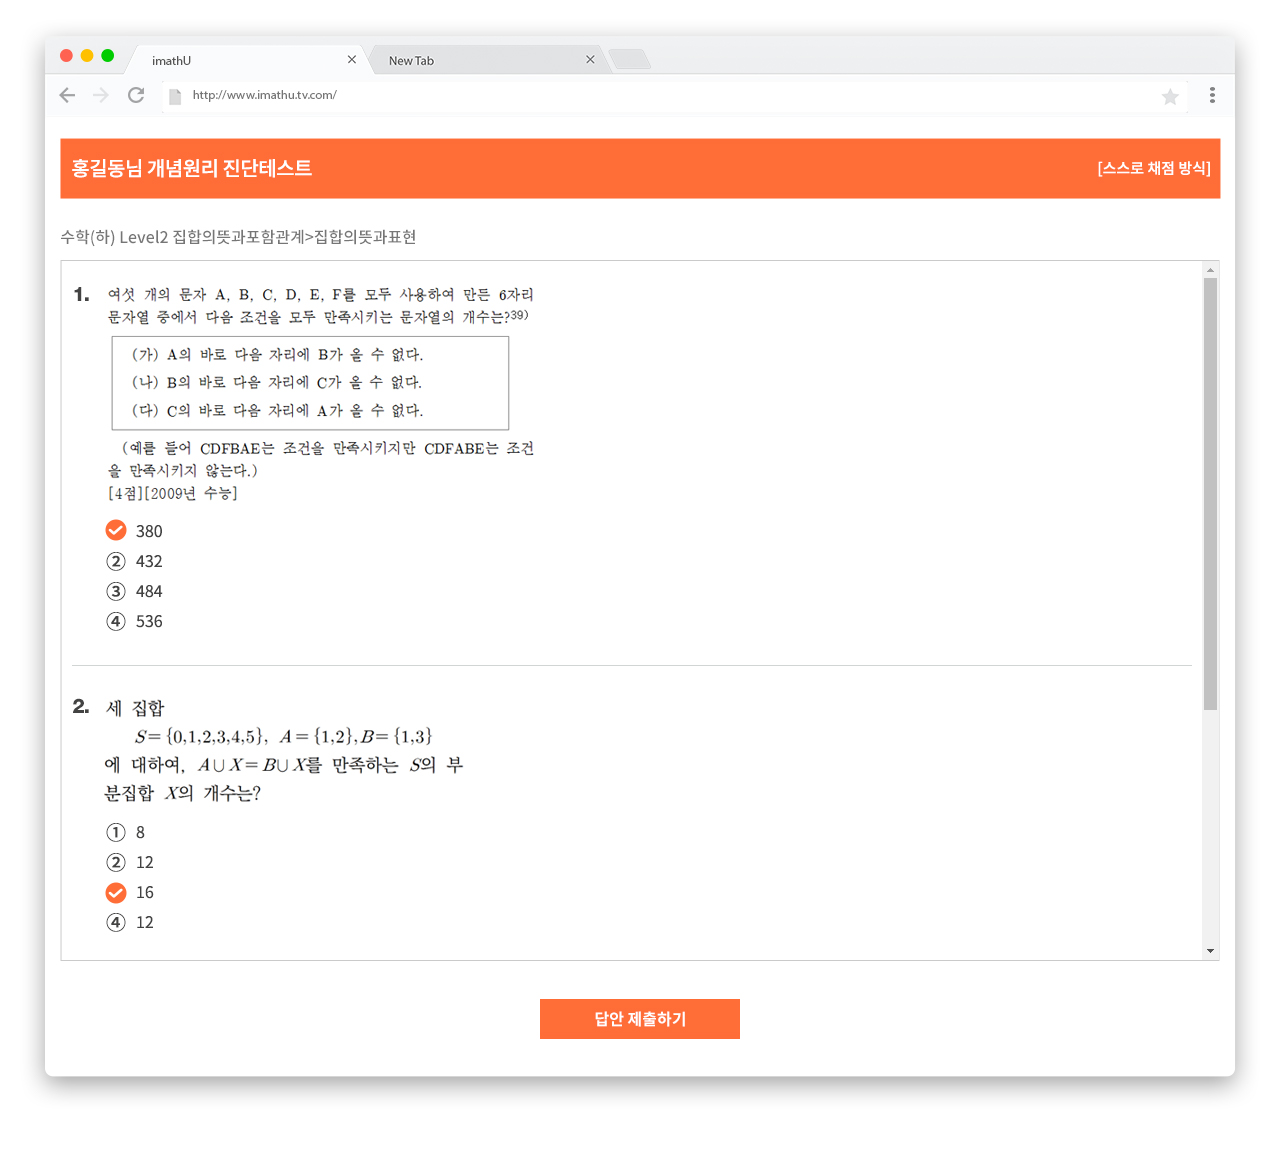 imathU
New Tab
http://www.imathu.tv.com/
홍길동님 개념원리 진단테스트
[스스로 채점 방식]
수학(하) Level2 집합의뜻과포함관계>집합의뜻과표현
1. 여섯 개의 문자 A, B, C, D, E, F를 모두 사용하여 만든 6자리
문자열 중에서 다음 조건을 모두 만족시키는 문자열의 개수는?39)
(가) A의 바로 다음 자리에 B가 올 수 없다.
(나) B의 바로 다음 자리에 C가 올 수 없다.
(다) C의 바로 다음 자리에 A가 올 수 없다.
(예를 들어 CDFBAE는 조건을 만족시키지만 CDFABE는 조건
을 만족시키지 않는다.)
[4점][2009년 수능]
380
② 432
③ 484
④ 536
2. 세 집합
S={0,1,2,3,4,5}, A={1,2}, B={1,3}
에 대하여, A∪X=B∪X를 만족하는 S의 부
분집합 X의 개수는?
① 8
② 12
16
④ 12
답안 제출하기